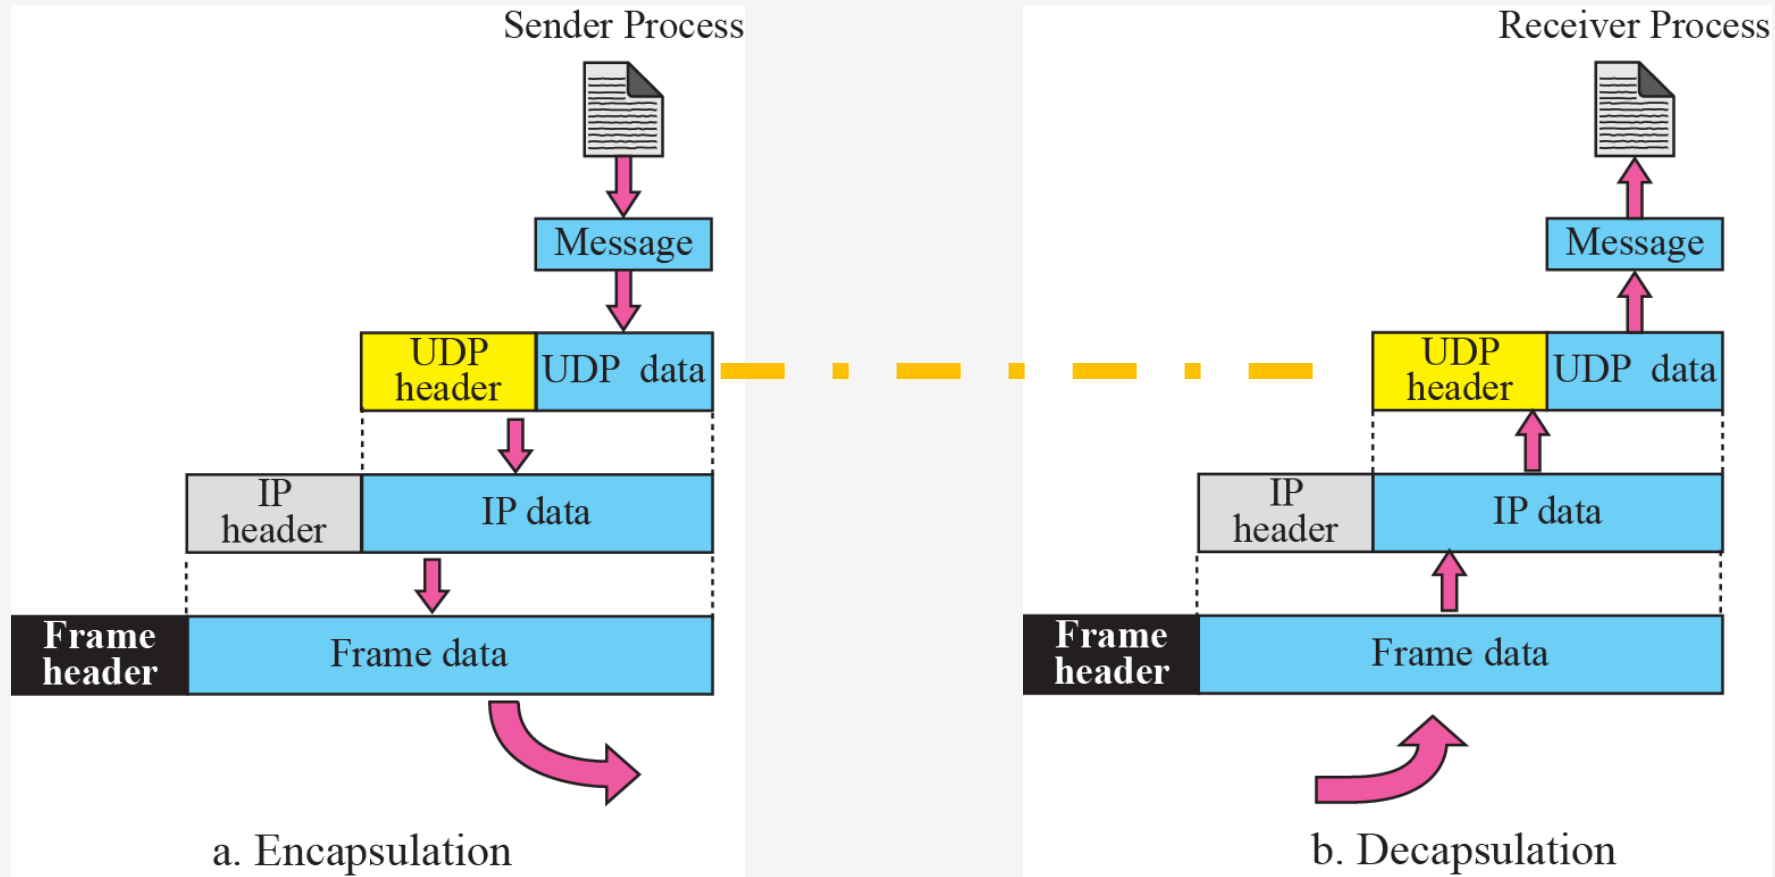 Sender Process
Message
UDP
header
UDP data
IP
header
IP data
Frame
header
Frame data
a. Encapsulation
Receiver Process
Message
UDP
header
UDP data
IP
header
IP data
Frame
header
Frame data
b. Decapsulation